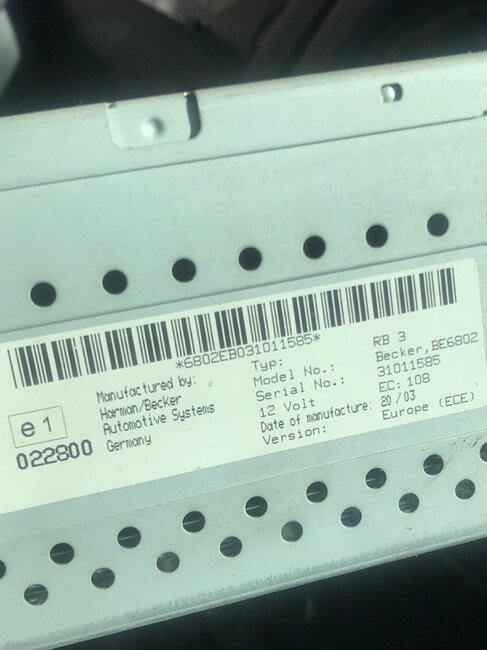 *6802EB031011585*
e1
022800
Manufactured by:
Harman/Becker
Automotive Systems
Germany
Typ: RB 3
Model No.: Becker,BE6802
Serial No.: 31011585
12 Volt EC: 108
Date of manufacture: 20/03
Version: Europe (ECE)